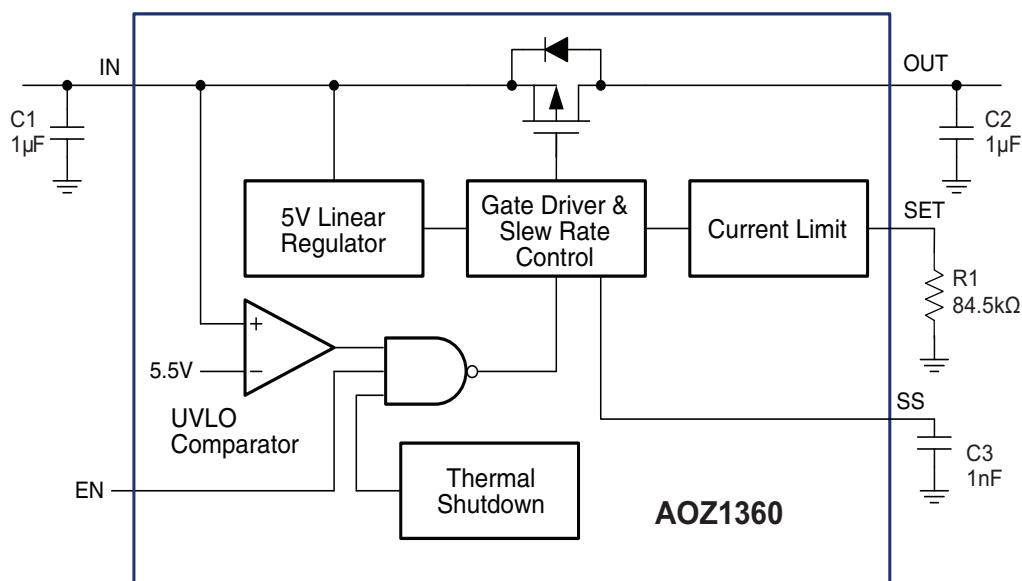 IN
OUT
C1
1µF
C2
1µF
5V Linear
Regulator
Gate Driver &
Slew Rate
Control
Current Limit
SET
R1
84.5kΩ
+
5.5V
−
UVLO
Comparator
SS
C3
1nF
EN
Thermal
Shutdown
AOZ1360